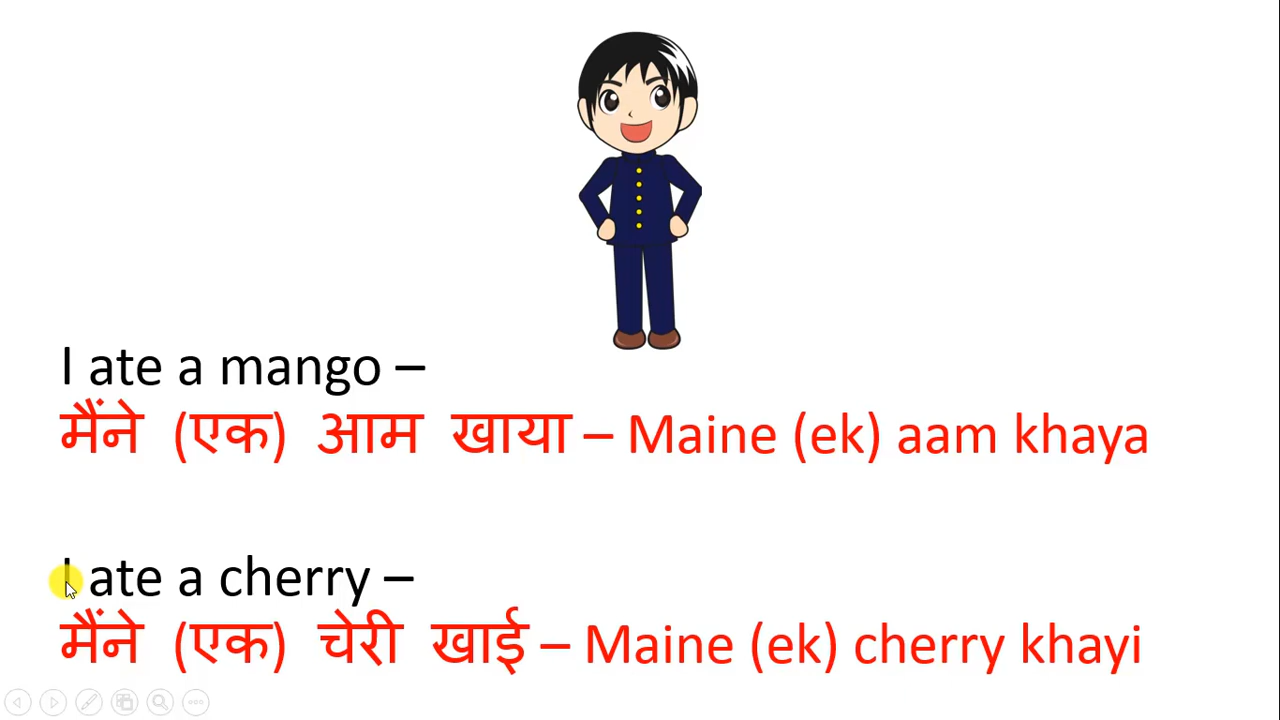 I ate a mango –
मैंने (एक) आम खाया – Maine (ek) aam khaya
I ate a cherry –
मैंने (एक) चेरी खाई – Maine (ek) cherry khayi